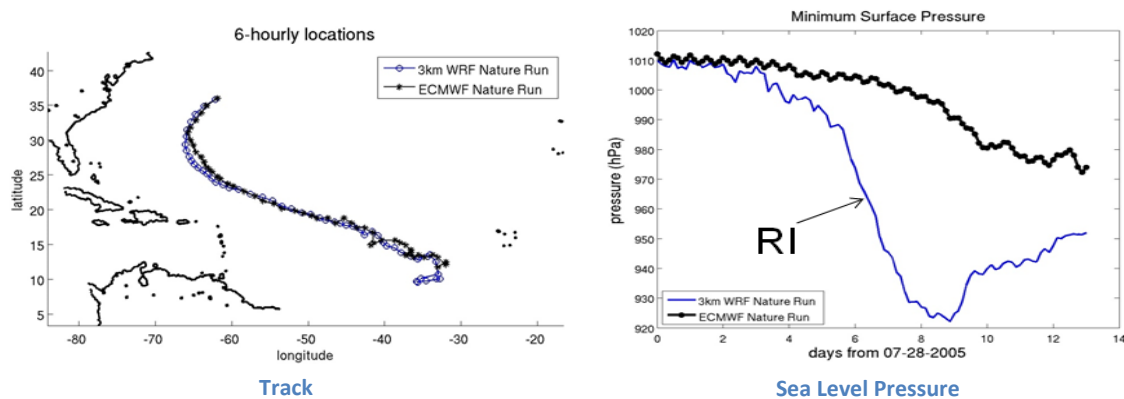 6-hourly locations
3km WRF Nature Run
ECMWF Nature Run
40
35
30
25
20
15
10
5
latitude
-80 -70 -60 -50 -40 -30 -20
longitude
Track
Minimum Surface Pressure
1020
1010
1000
990
980
970
960
950
940
930
920
pressure (hPa)
RI
3km WRF Nature Run
ECMWF Nature Run
0 2 4 6 8 10 12 14
days from 07-28-2005
Sea Level Pressure